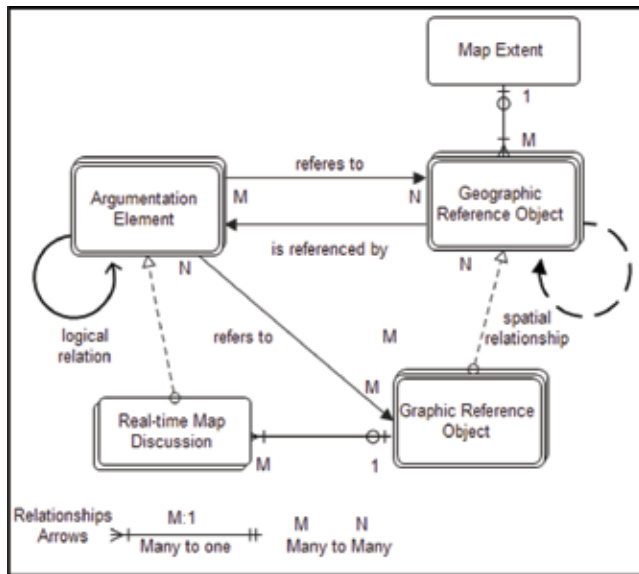 Map Extent
1
M
referes to
Argumentation
Element
M
N
Geographic
Reference Object
is referenced by
N
N
logical
relation
refers to
M
spatial
relationship
M
Real-time Map
Discussion
Graphic Reference
Object
M
1
Relationships
Arrows
M:1
Many to one
M N
Many to Many